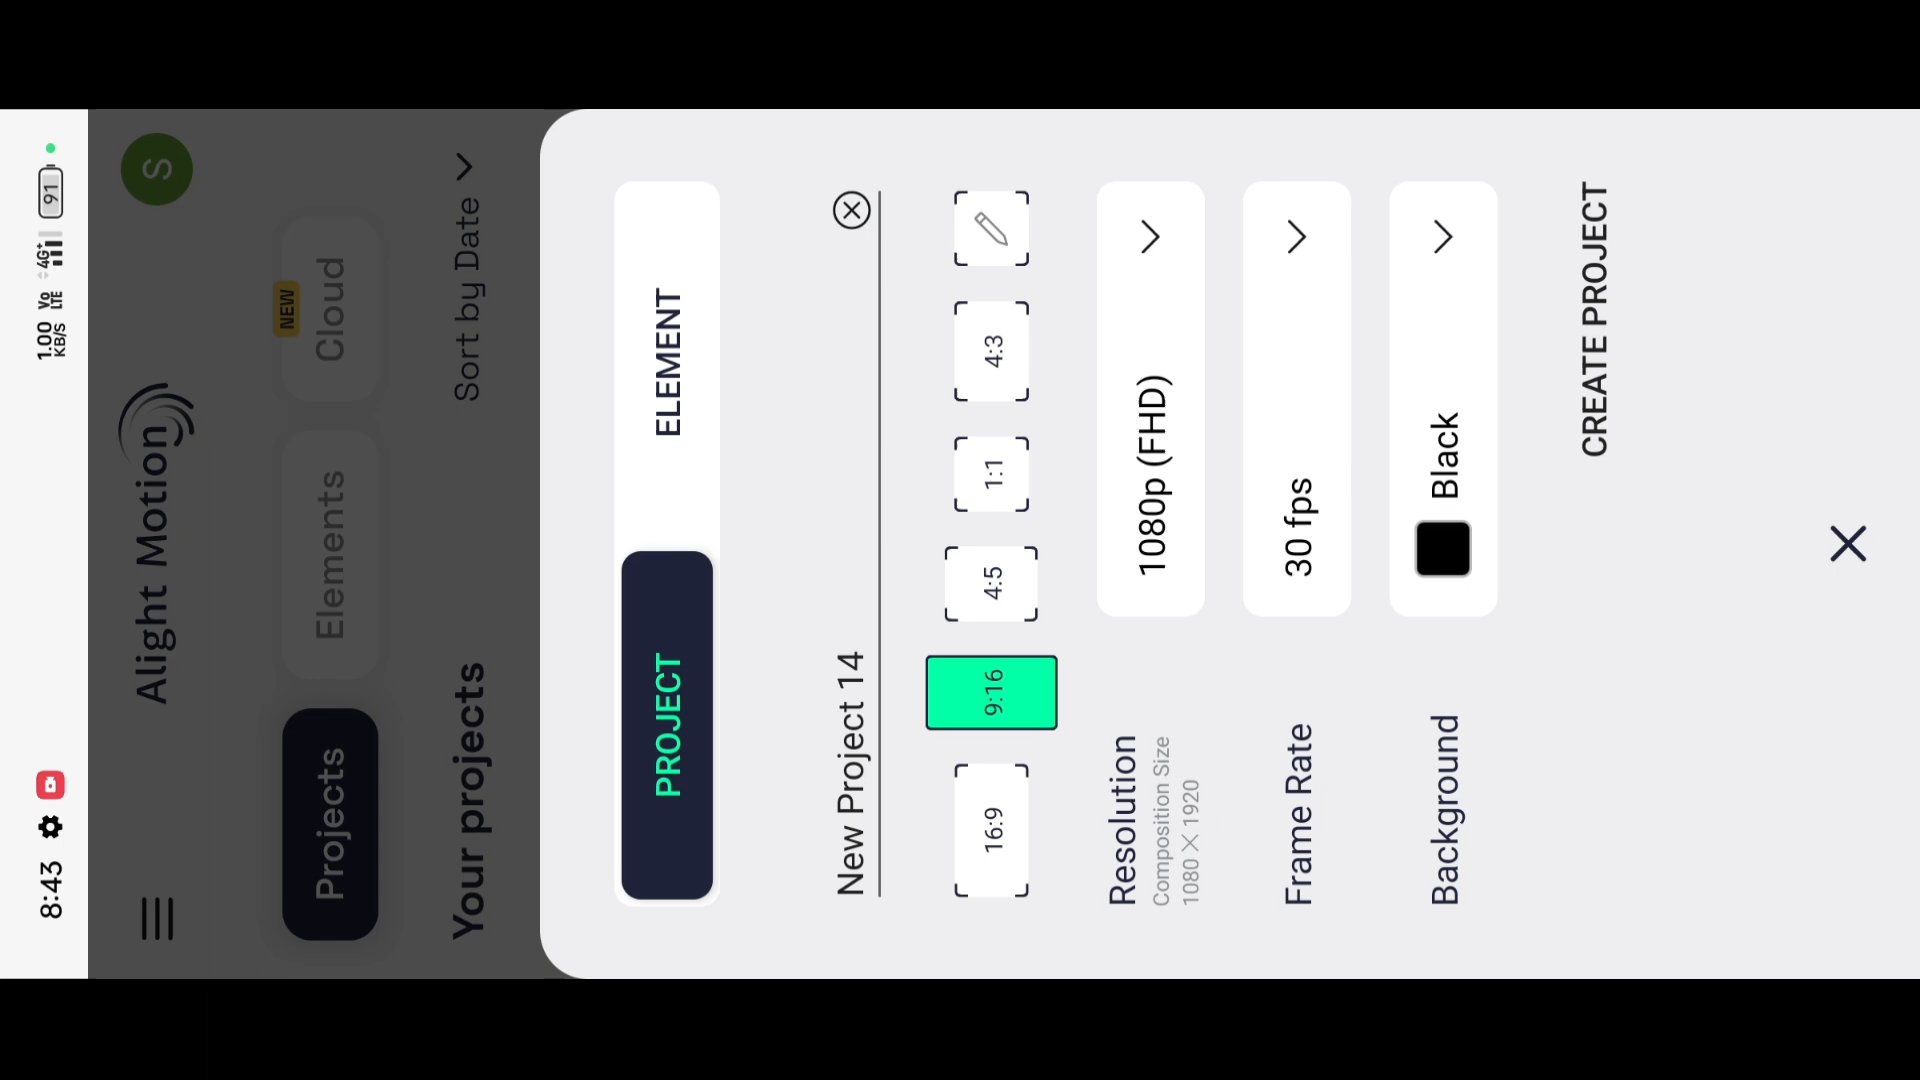 8:43
1.00 KB/s
Vo LTE
4G+
91
Alight Motion
S
Projects
Elements
Cloud
NEW
Your projects
Sort by Date
PROJECT
ELEMENT
New Project 14
16:9
9:16
4:5
1:1
4:3
Resolution
Composition Size
1080 × 1920
1080p (FHD)
Frame Rate
30 fps
Background
Black
CREATE PROJECT